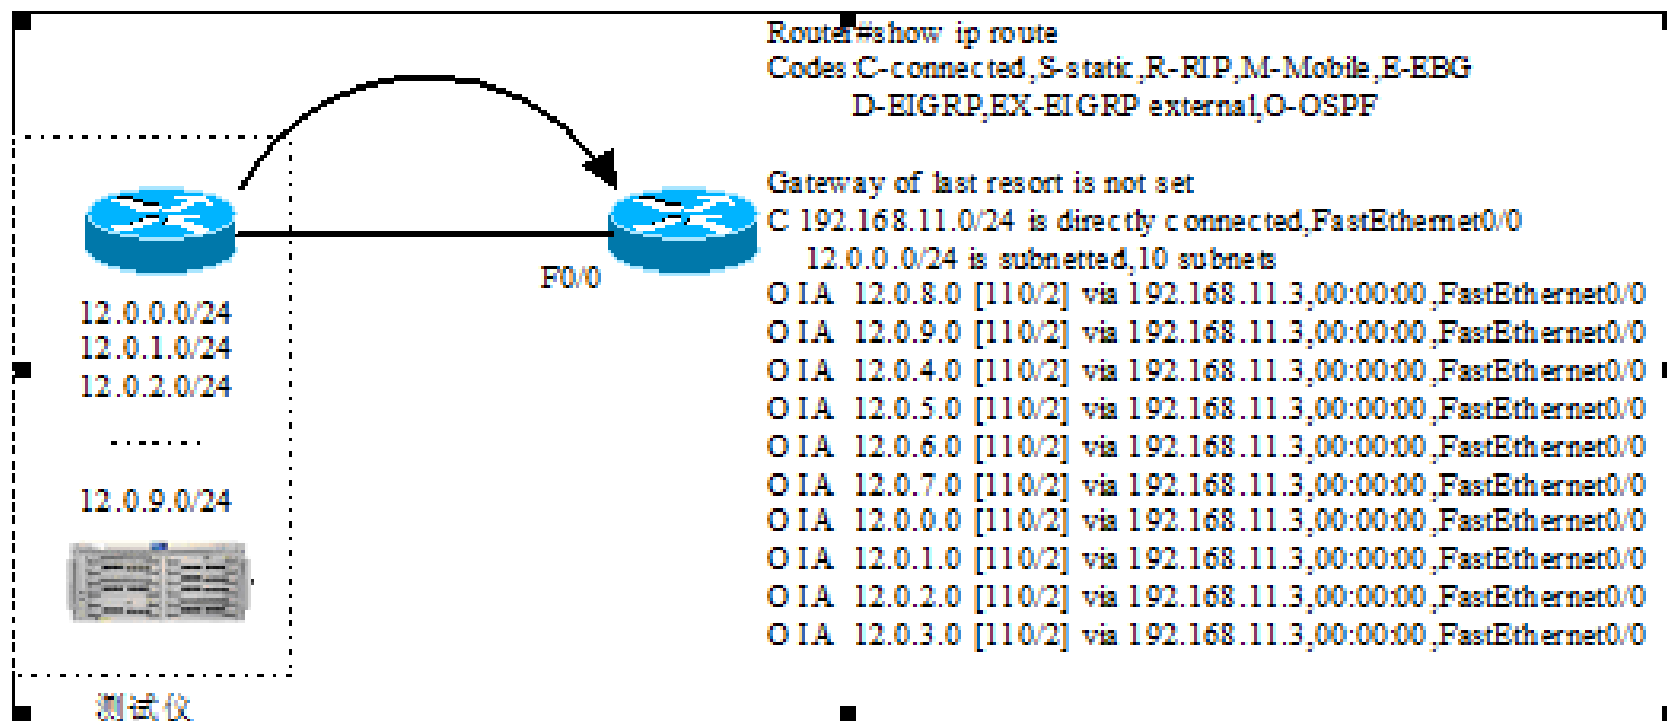 Router#show ip route
Codes:C-connected,S-static,R-RIP,M-Mobile,E-EBG
D-EIGRP,EX-EIGRP external,O-OSPF
Gateway of last resort is not set
C 192.168.11.0/24 is directly connected,FastEthernet0/0
12.0.0.0/24 is subnetted,10 subnets
O IA 12.0.8.0 [110/2] via 192.168.11.3,00:00:00,FastEthernet0/0
O IA 12.0.9.0 [110/2] via 192.168.11.3,00:00:00,FastEthernet0/0
O IA 12.0.4.0 [110/2] via 192.168.11.3,00:00:00,FastEthernet0/0
O IA 12.0.5.0 [110/2] via 192.168.11.3,00:00:00,FastEthernet0/0
O IA 12.0.6.0 [110/2] via 192.168.11.3,00:00:00,FastEthernet0/0
O IA 12.0.7.0 [110/2] via 192.168.11.3,00:00:00,FastEthernet0/0
O IA 12.0.0.0 [110/2] via 192.168.11.3,00:00:00,FastEthernet0/0
O IA 12.0.1.0 [110/2] via 192.168.11.3,00:00:00,FastEthernet0/0
O IA 12.0.2.0 [110/2] via 192.168.11.3,00:00:00,FastEthernet0/0
O IA 12.0.3.0 [110/2] via 192.168.11.3,00:00:00,FastEthernet0/0
F0/0
12.0.0.0/24
12.0.1.0/24
12.0.2.0/24
........
12.0.9.0/24
测试仪